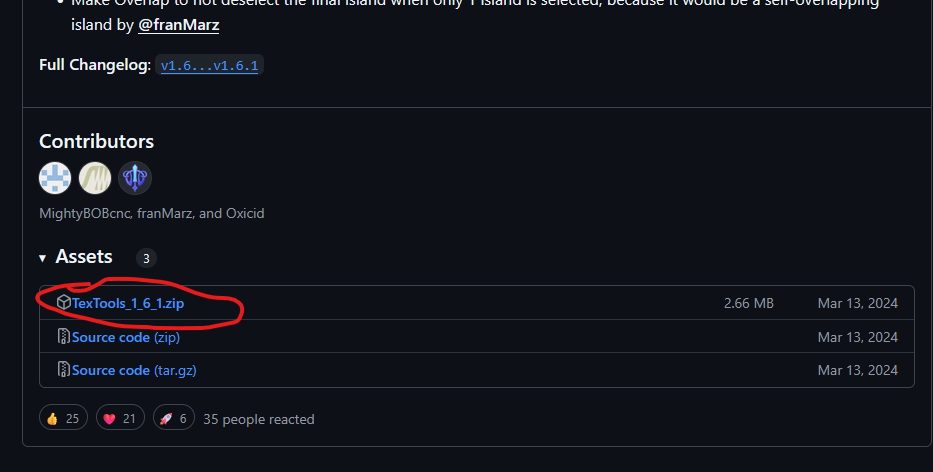 Make Overlap to not deselect the final island when only 1 island is selected, because it would be a self-overlapping
island by @franMarz
Full Changelog: v1.6...v1.6.1
Contributors
MightyBOBcnc, franMarz, and Oxicid
Assets 3
TexTools_1_6_1.zip 2.66 MB Mar 13, 2024
Source code (zip) Mar 13, 2024
Source code (tar.gz) Mar 13, 2024
25 21 6 35 people reacted